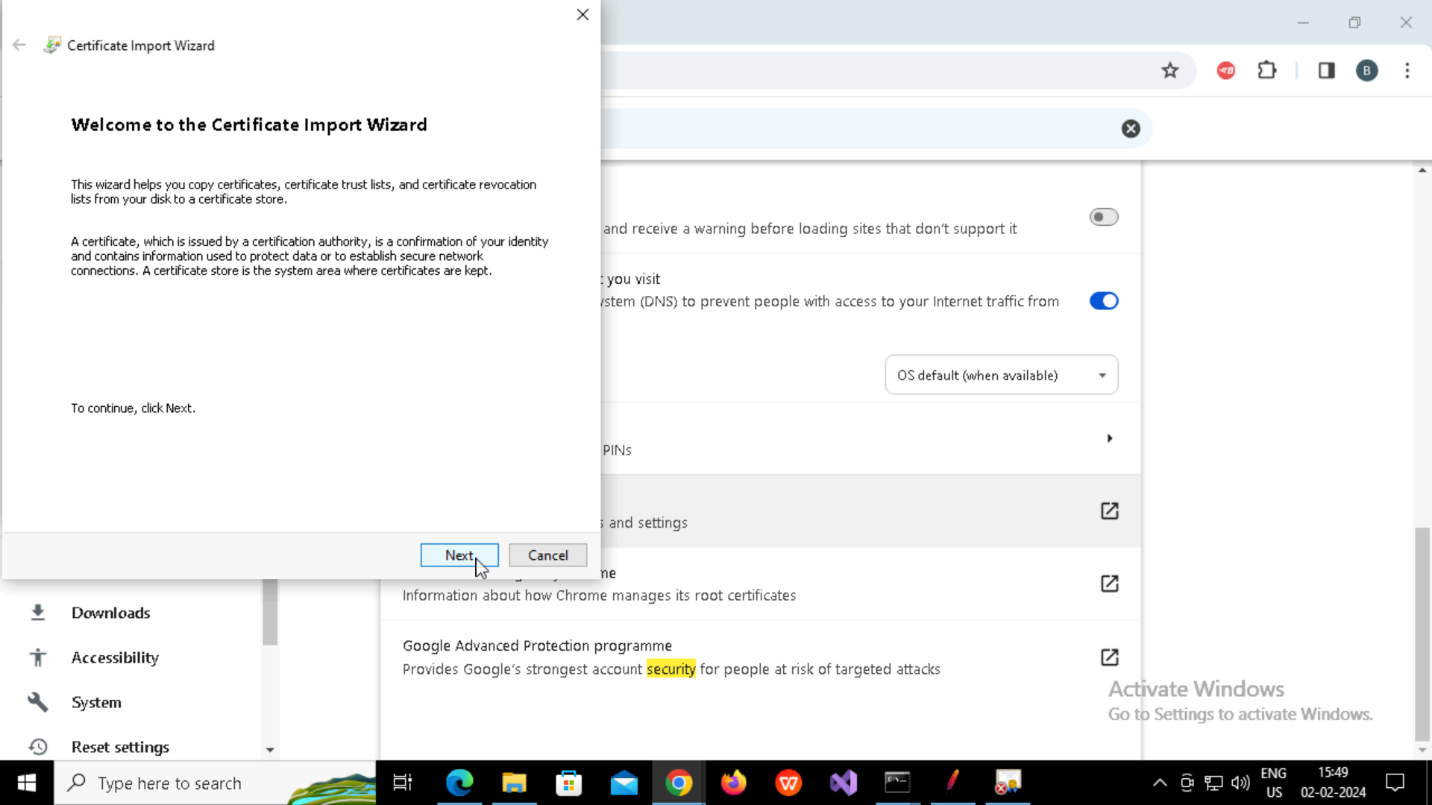 Certificate Import Wizard
Welcome to the Certificate Import Wizard
This wizard helps you copy certificates, certificate trust lists, and certificate revocation
lists from your disk to a certificate store.
A certificate, which is issued by a certification authority, is a confirmation of your identity
and contains information used to protect data or to establish secure network
connections. A certificate store is the system area where certificates are kept.
To continue, click Next.
Next
Cancel
B
and receive a warning before loading sites that don't support it
you visit
(DNS) to prevent people with access to your Internet traffic from
OS default (when available)
PINs
and settings
Information about how Chrome manages its root certificates
Google Advanced Protection programme
Provides Google's strongest account security for people at risk of targeted attacks
Downloads
Accessibility
System
Reset settings
Activate Windows
Go to Settings to activate Windows.
Type here to search
ENG
US
15:49
02-02-2024